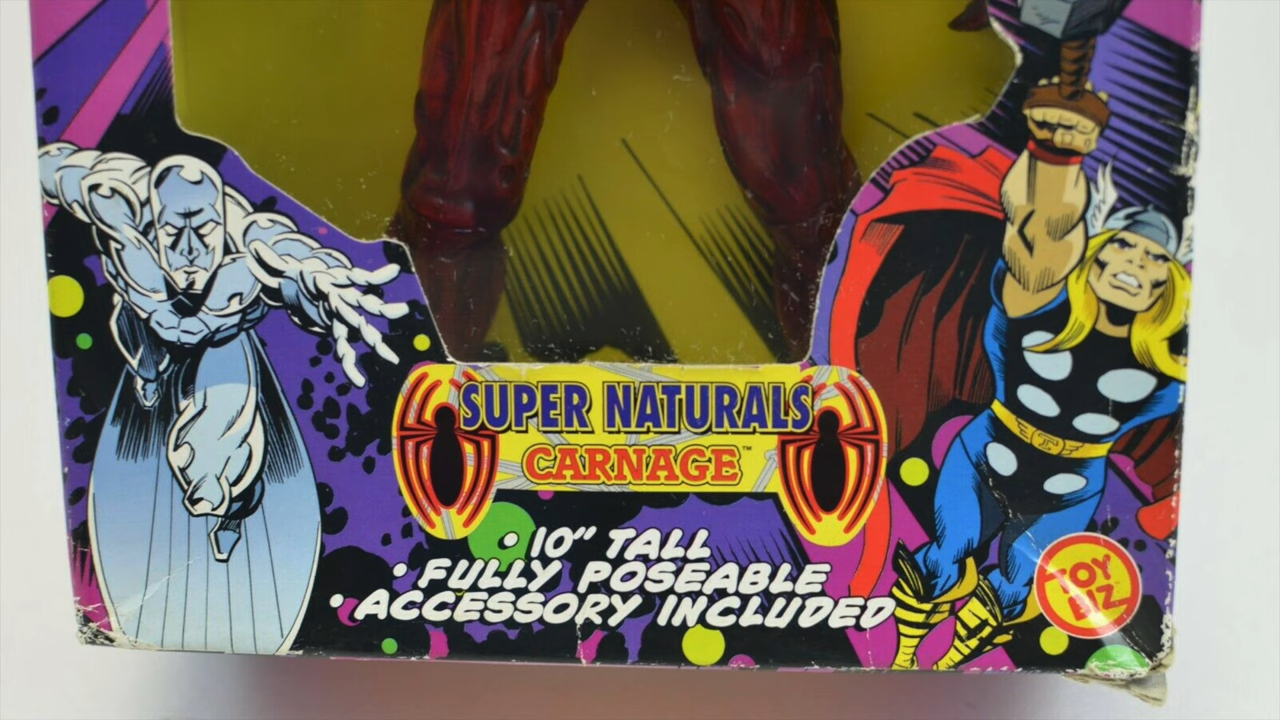 SUPER NATURALS
CARNAGE™
• 10" TALL
• FULLY POSEABLE
• ACCESSORY INCLUDED
TOY
BIZ